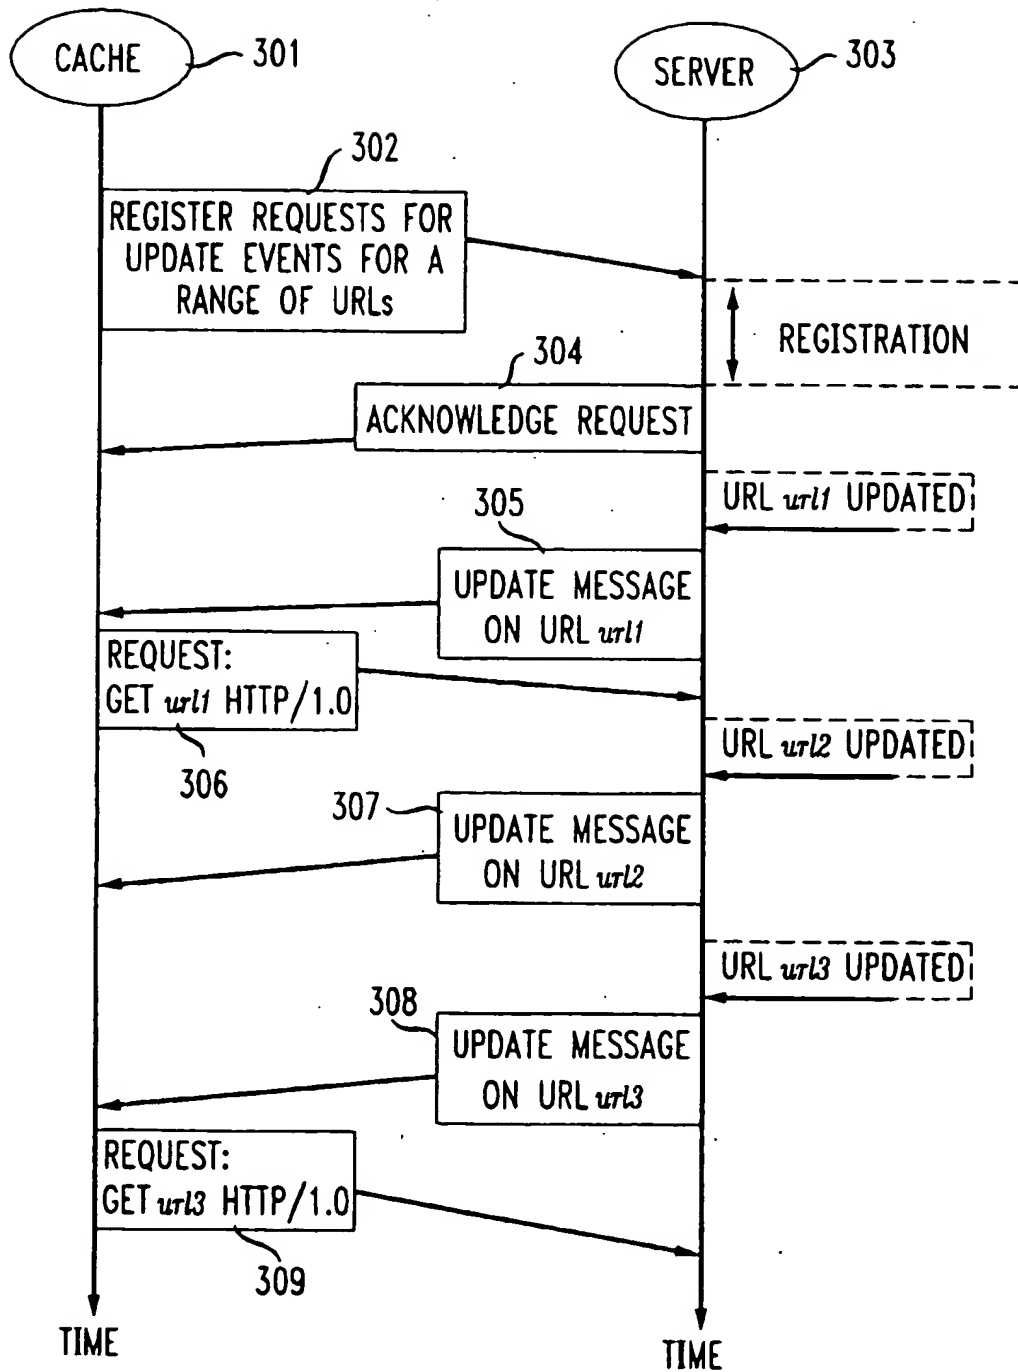 CACHE
301
SERVER
303
302
REGISTER REQUESTS FOR
UPDATE EVENTS FOR A
RANGE OF URLs
REGISTRATION
304
ACKNOWLEDGE REQUEST
URL url1 UPDATED
305
UPDATE MESSAGE
ON URL url1
REQUEST:
GET url1 HTTP/1.0
306
URL url2 UPDATED
307
UPDATE MESSAGE
ON URL url2
URL url3 UPDATED
308
UPDATE MESSAGE
ON URL url3
REQUEST:
GET url3 HTTP/1.0
309
TIME
TIME